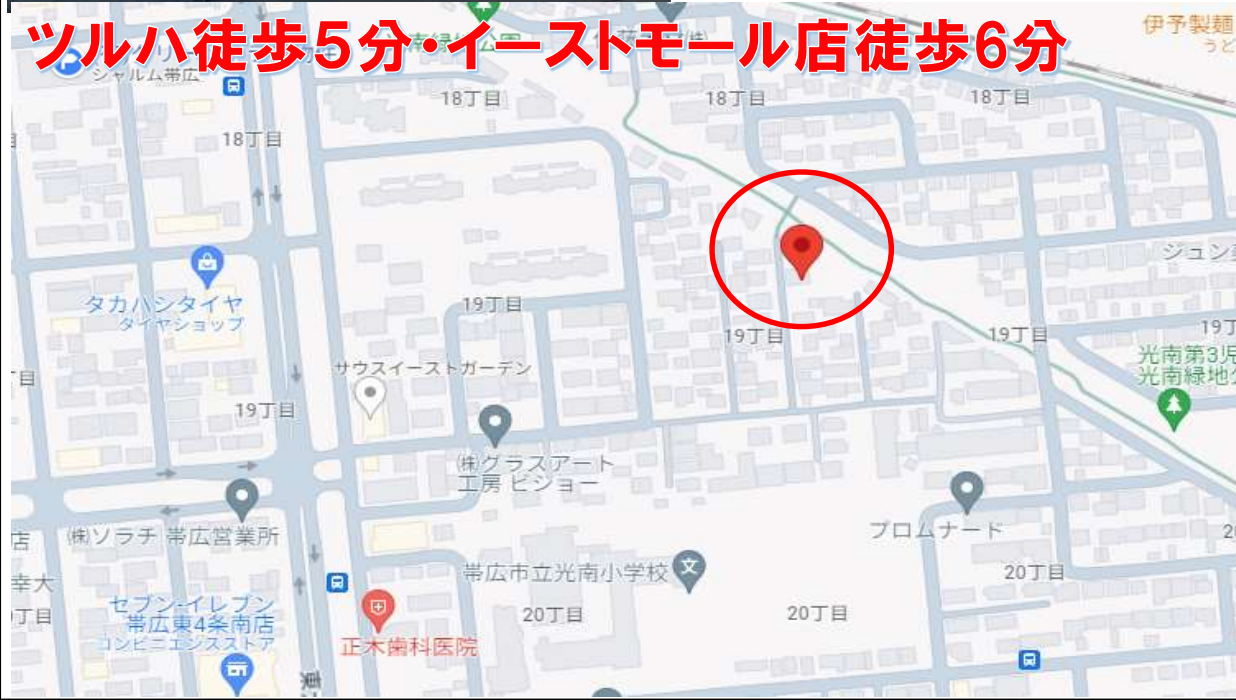 ツルハ徒歩5分・イーストモール店徒歩6分
伊予製麺
うど
シャルム帯広
18丁目
18丁目
18丁目
18丁目
タカハシタイヤ
タイヤショップ
19丁目
19丁目
19丁目
ジュン
19丁
光南第3児
光南緑地公
サウスイーストガーデン
丁目
19丁目
(株)グラスアート
工房 ビジョー
(株)ソラチ 帯広営業所
プロムナード
店
帯広市立光南小学校
文
20丁目
幸大
丁目
セブン-イレブン
帯広東4条南店
コンビニエンスストア
20丁目
20丁目
正木歯科医院